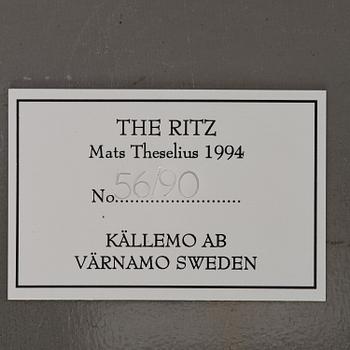 THE RITZ
Mats Theselius 1994
No. 56/90
KÄLLEMO AB
VÄRNAMO SWEDEN